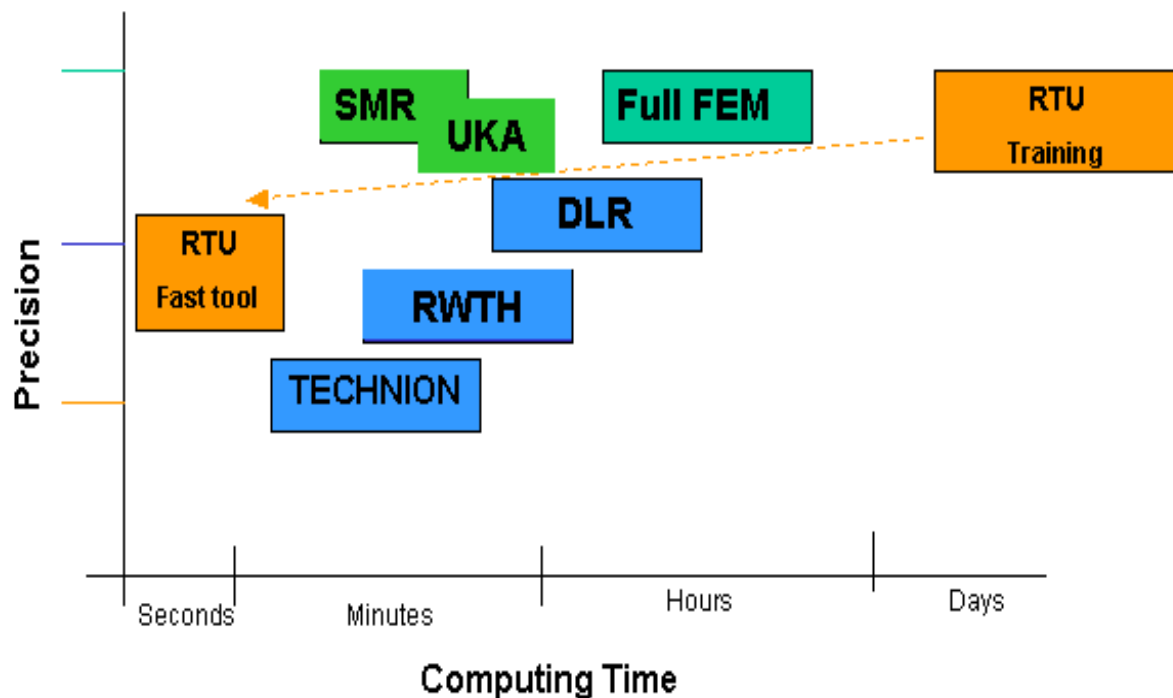 SMR
UKA
Full FEM
RTU
Training
DLR
RTU
Fast tool
RWTH
TECHNION
Precision
Seconds
Minutes
Hours
Days
Computing Time